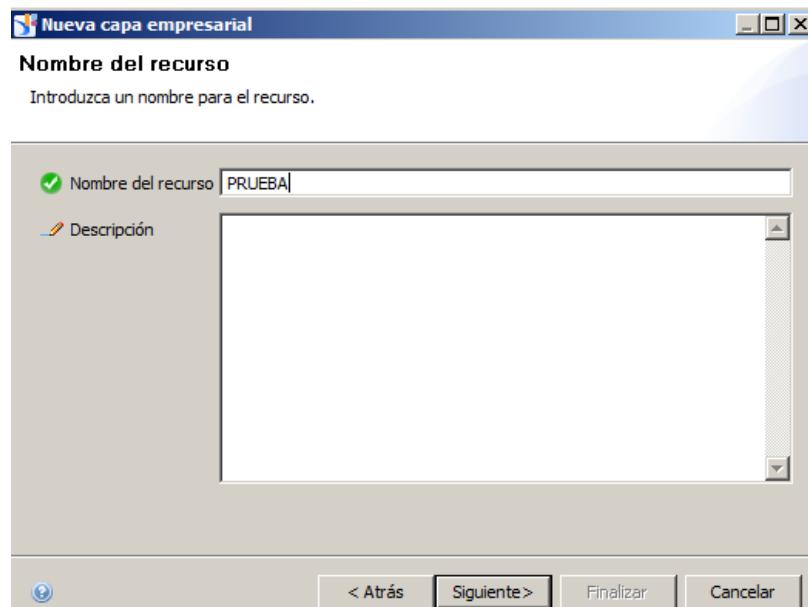 Nueva capa empresarial
Nombre del recurso
Introduzca un nombre para el recurso.
Nombre del recurso PRUEBA
Descripción
< Atrás Siguiente> Finalizar Cancelar